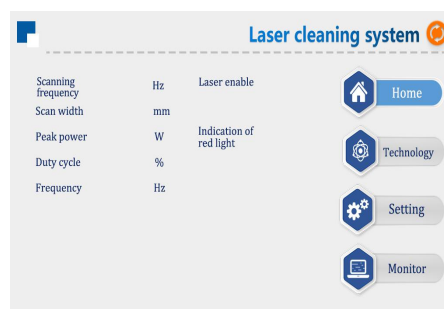 Laser cleaning system
Scanning
frequency
Hz
Laser enable
Scan width
mm
Peak power
W
Indication of
red light
Duty cycle
%
Frequency
Hz
Home
Technology
Setting
Monitor